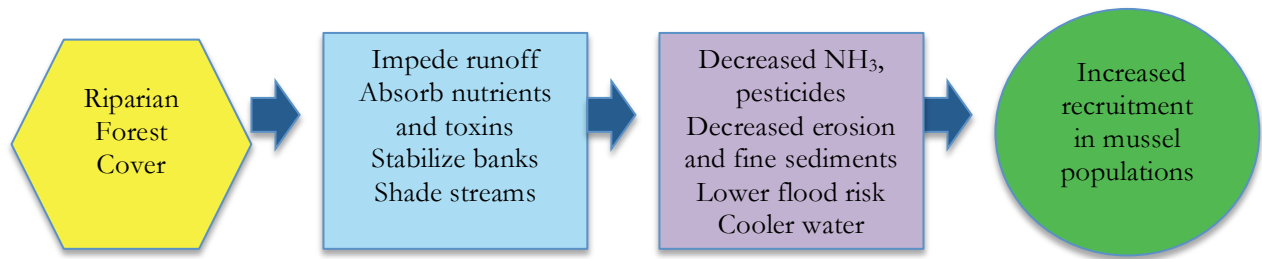 Riparian
Forest
Cover
Impede runoff
Absorb nutrients
and toxins
Stabilize banks
Shade streams
Decreased NH₃,
pesticides
Decreased erosion
and fine sediments
Lower flood risk
Cooler water
Increased
recruitment
in mussel
populations